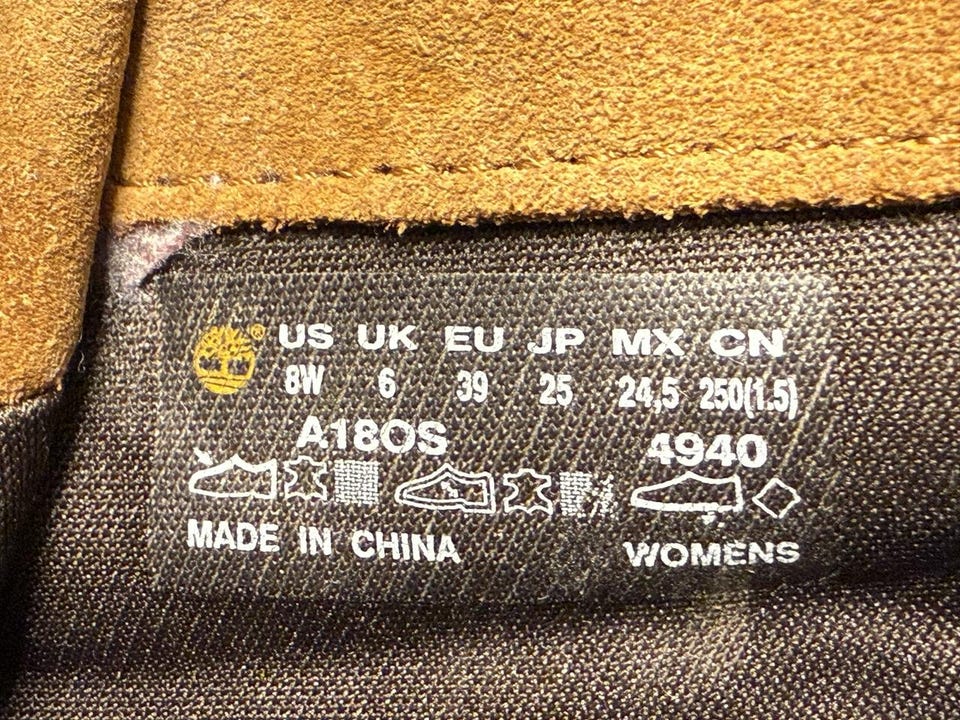 ® US UK EU JP MX CN
8W 6 39 25 24,5 250(1.5)
A18OS 4940
MADE IN CHINA WOMENS